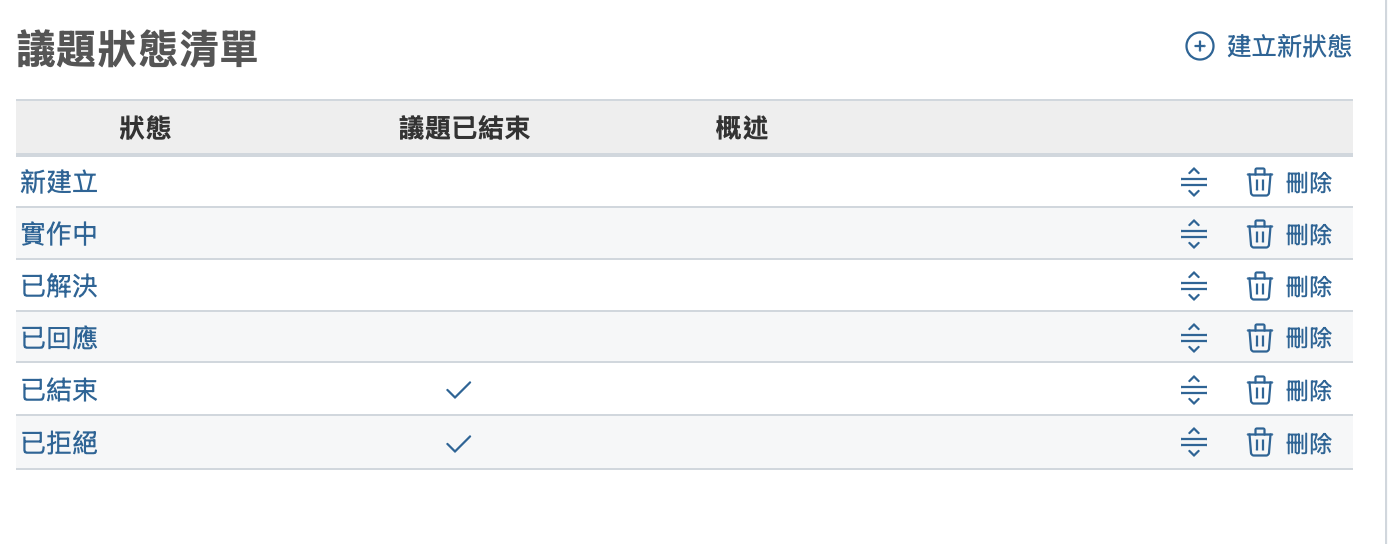 議題狀態清單
建立新狀態
狀態 議題已結束 概述
新建立 刪除
實作中 刪除
已解決 刪除
已回應 刪除
已結束 刪除
已拒絕 刪除